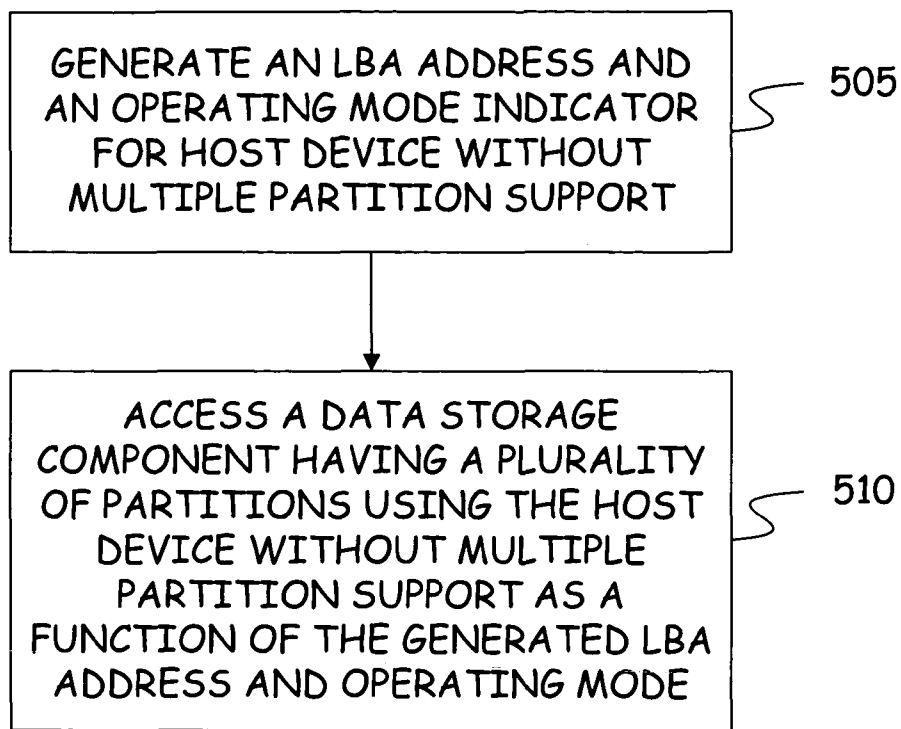 GENERATE AN LBA ADDRESS AND
AN OPERATING MODE INDICATOR
FOR HOST DEVICE WITHOUT
MULTIPLE PARTITION SUPPORT
505
ACCESS A DATA STORAGE
COMPONENT HAVING A PLURALITY
OF PARTITIONS USING THE HOST
DEVICE WITHOUT MULTIPLE
PARTITION SUPPORT AS A
FUNCTION OF THE GENERATED LBA
ADDRESS AND OPERATING MODE
510